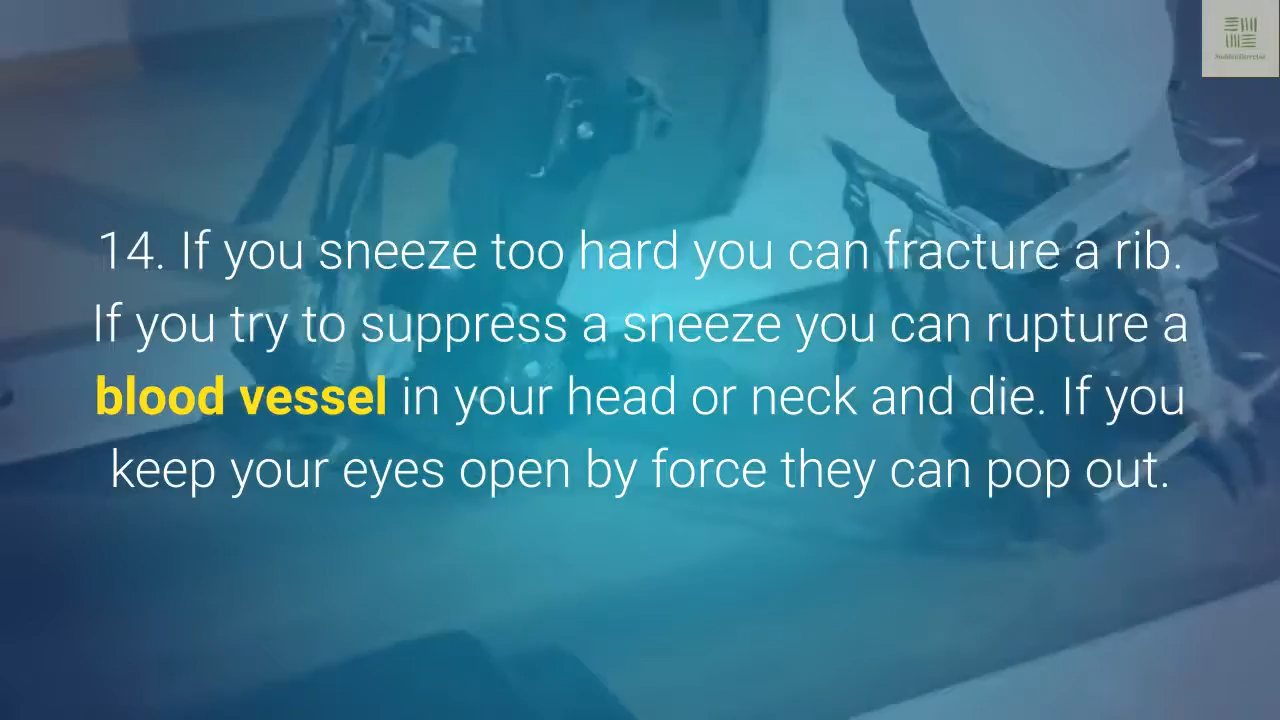 14. If you sneeze too hard you can fracture a rib.
If you try to suppress a sneeze you can rupture a
blood vessel in your head or neck and die. If you
keep your eyes open by force they can pop out.